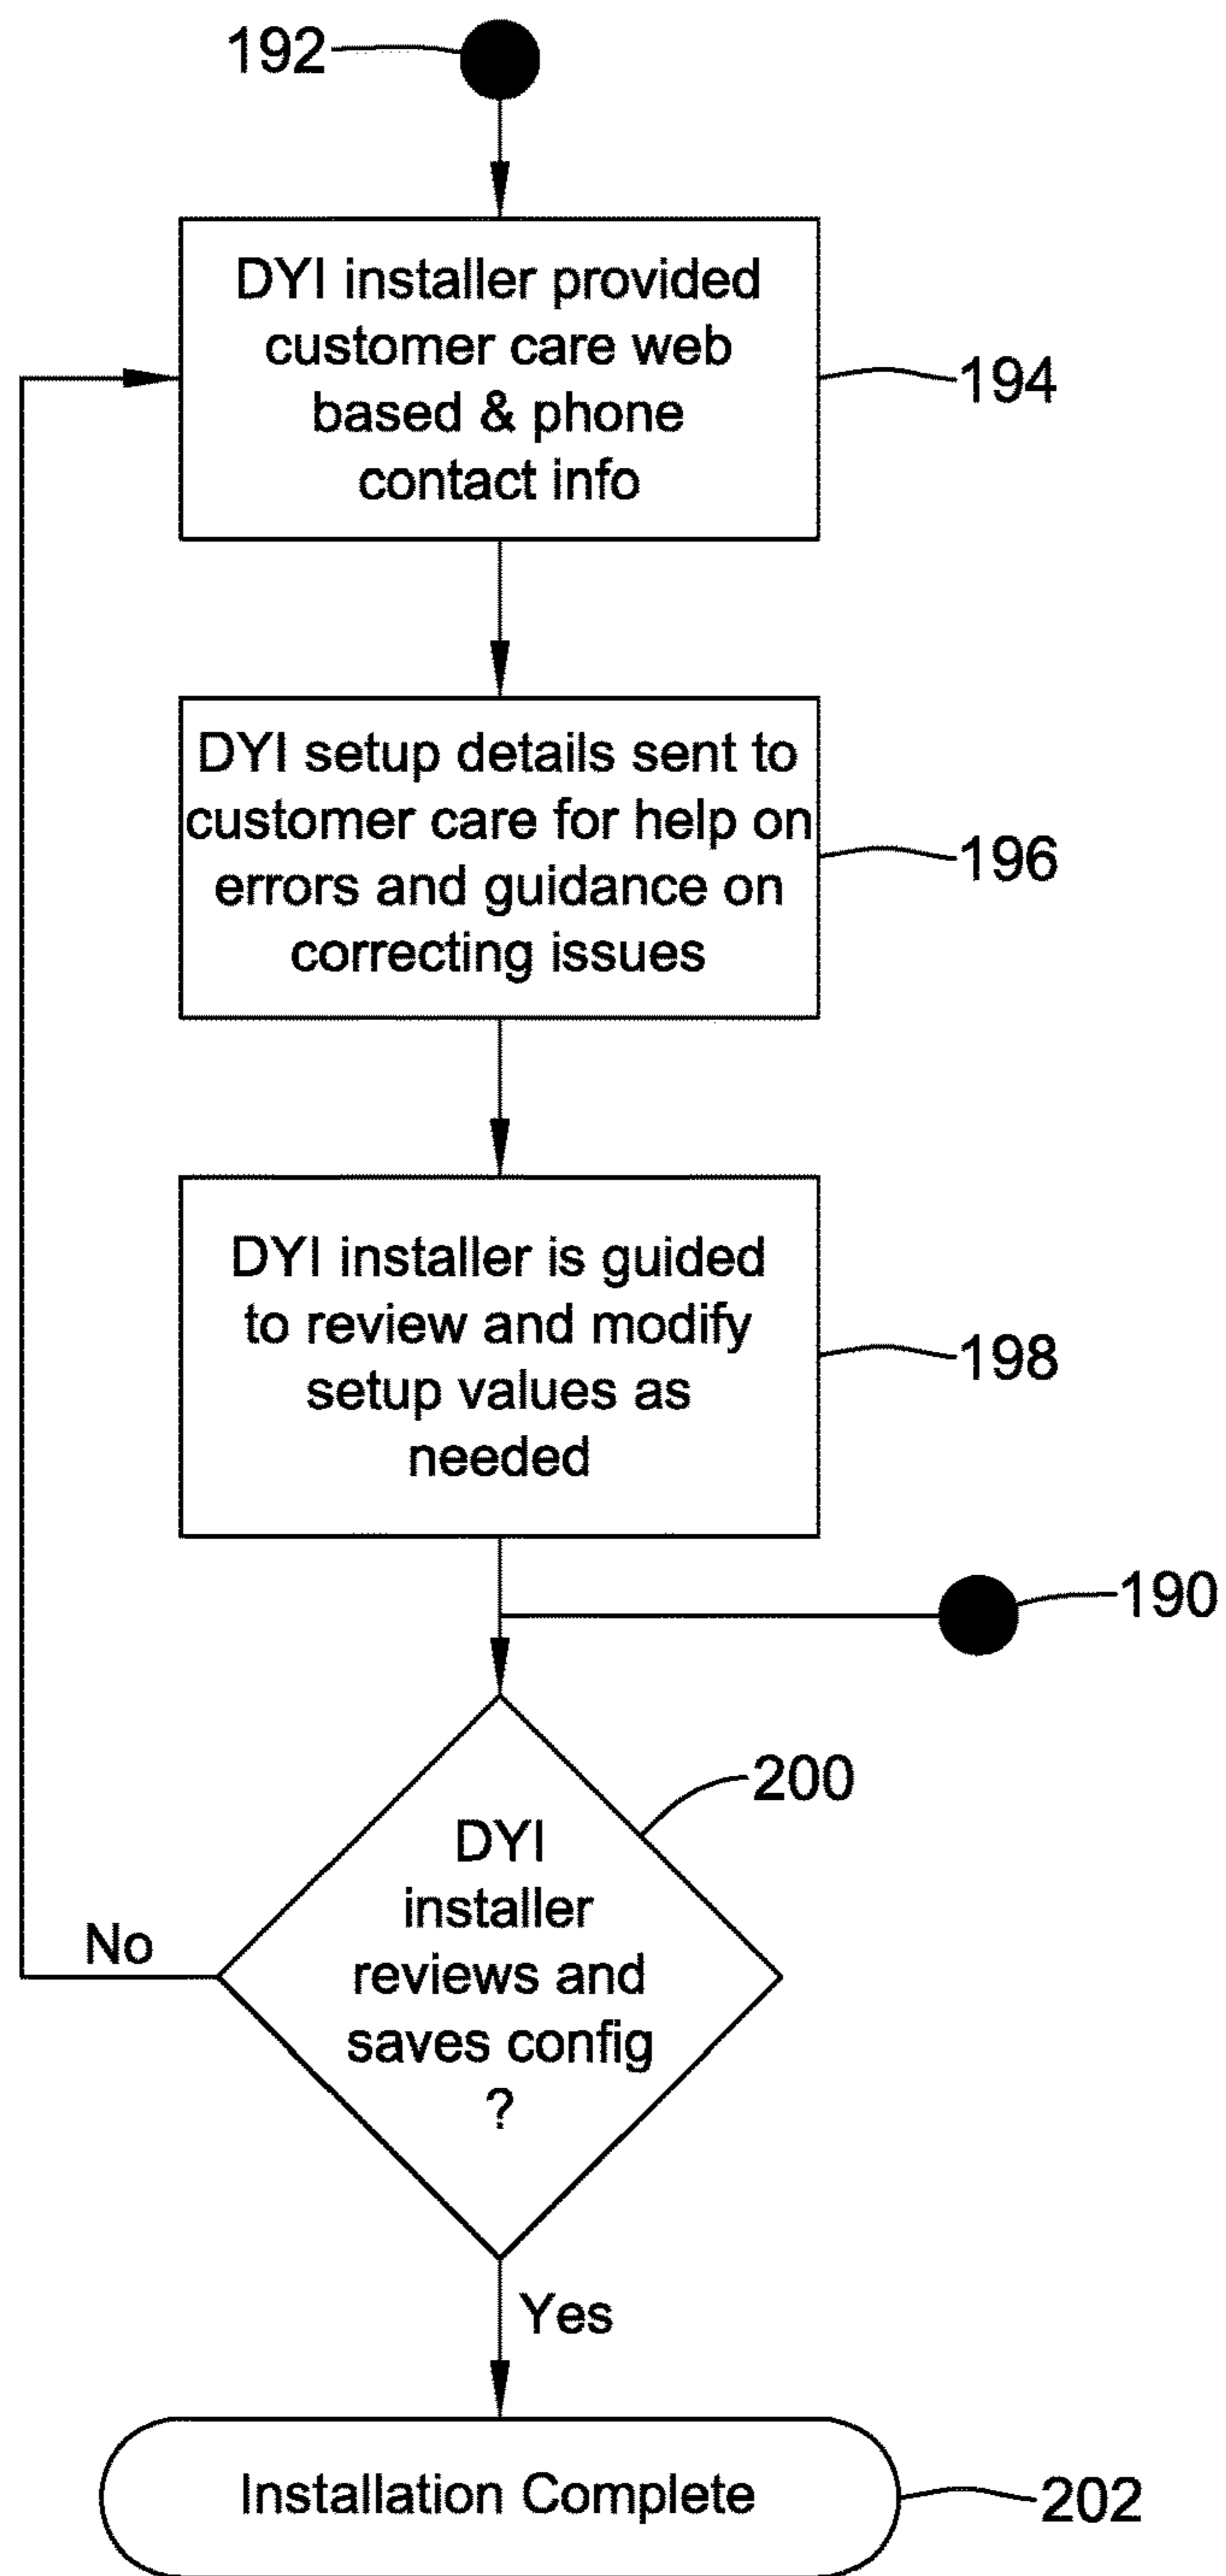 192
DYI installer provided
customer care web
based & phone
contact info
194
DYI setup details sent to
customer care for help on
errors and guidance on
correcting issues
196
DYI installer is guided
to review and modify
setup values as
needed
198
190
200
DYI
installer
reviews and
saves config
?
No
Yes
Installation Complete
202